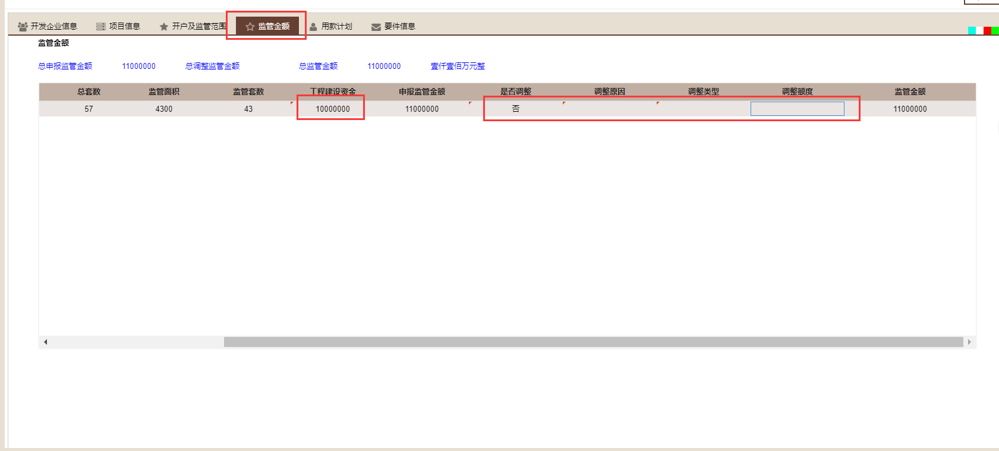 开发企业信息 项目信息 开户及监管范围 监管金额 用款计划 要件信息
监管金额
总申报监管金额 11000000 总调整监管金额 总监管金额 11000000 壹仟壹佰万元整
总套数 监管面积 监管套数 工程建设资金 申报监管金额 是否调整 调整原因 调整类型 调整额度 监管金额
57 4300 43 10000000 11000000 否 11000000